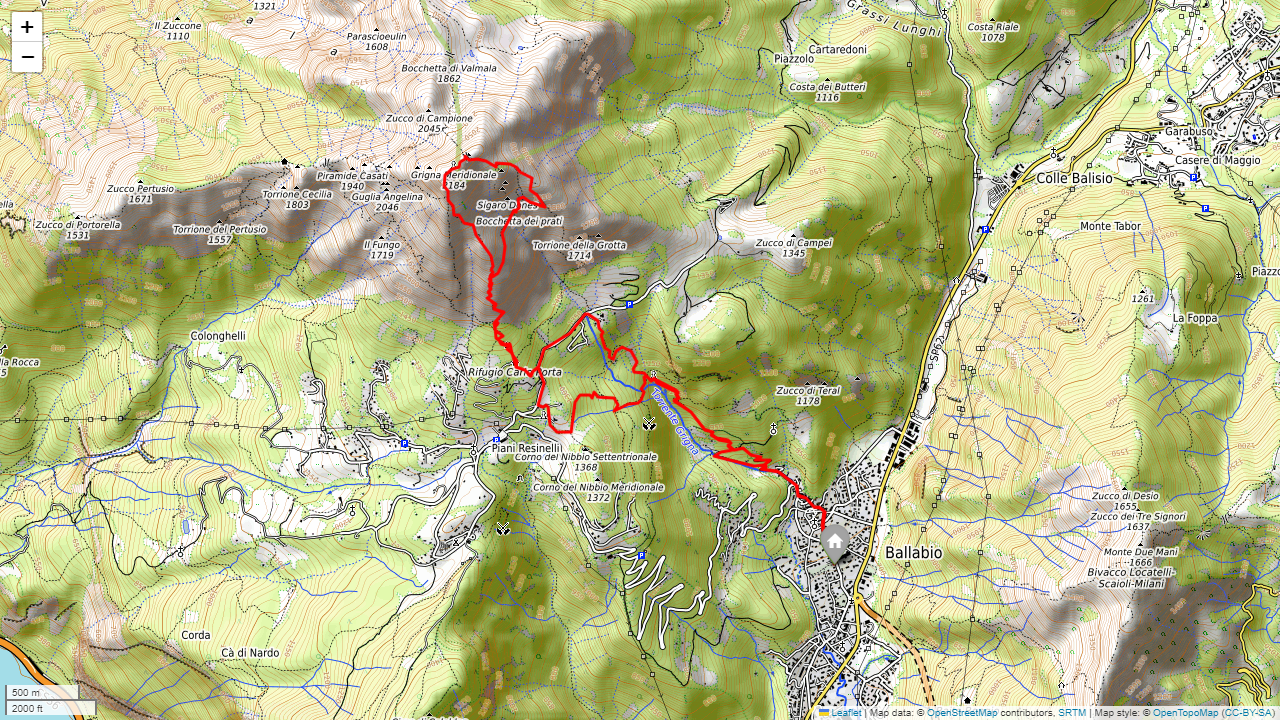 +
−
1321
Il Zuccone
1110
Parascioeulin
1608
Bocchetta di Valmala
1862
Zucco di Campione
2045
Grassi Lunghi
Costa Riale
1078
Cartaredoni
Piazzolo
Costa dei Butteri
1116
Garabuso
Casere di Maggio
Colle Balisio
Zucco Pertusio
1671
Zucco di Portorella
1531
Torrione del Pertusio
1557
Torrione Cecilia
1803
Piramide Casati
1940
Guglia Angelina
2046
Grigna Meridionale
2184
Sigaro Dones
Bocchetta dei prati
Il Fungo
1719
Torrione della Grotta
1714
Zucco di Campei
1345
Monte Tabor
1261
La Foppa
Colonghelli
lla Rocca
Rifugio Carlo Porta
Zucco di Teral
1178
SP62
Torrente Grigna
Piani Resinelli
Corno del Nibbio Settentrionale
1368
Corno del Nibbio Meridionale
1372
Zucco di Desio
1655
Zucco dei Tre Signori
1637
Monte Due Mani
1666
Bivacco Locatelli-
Scaioli-Milani
Ballabio
Corda
Cà di Nardo
500 m
2000 ft
Leaflet | Map data: © OpenStreetMap contributors, SRTM | Map style: © OpenTopoMap (CC-BY-SA)